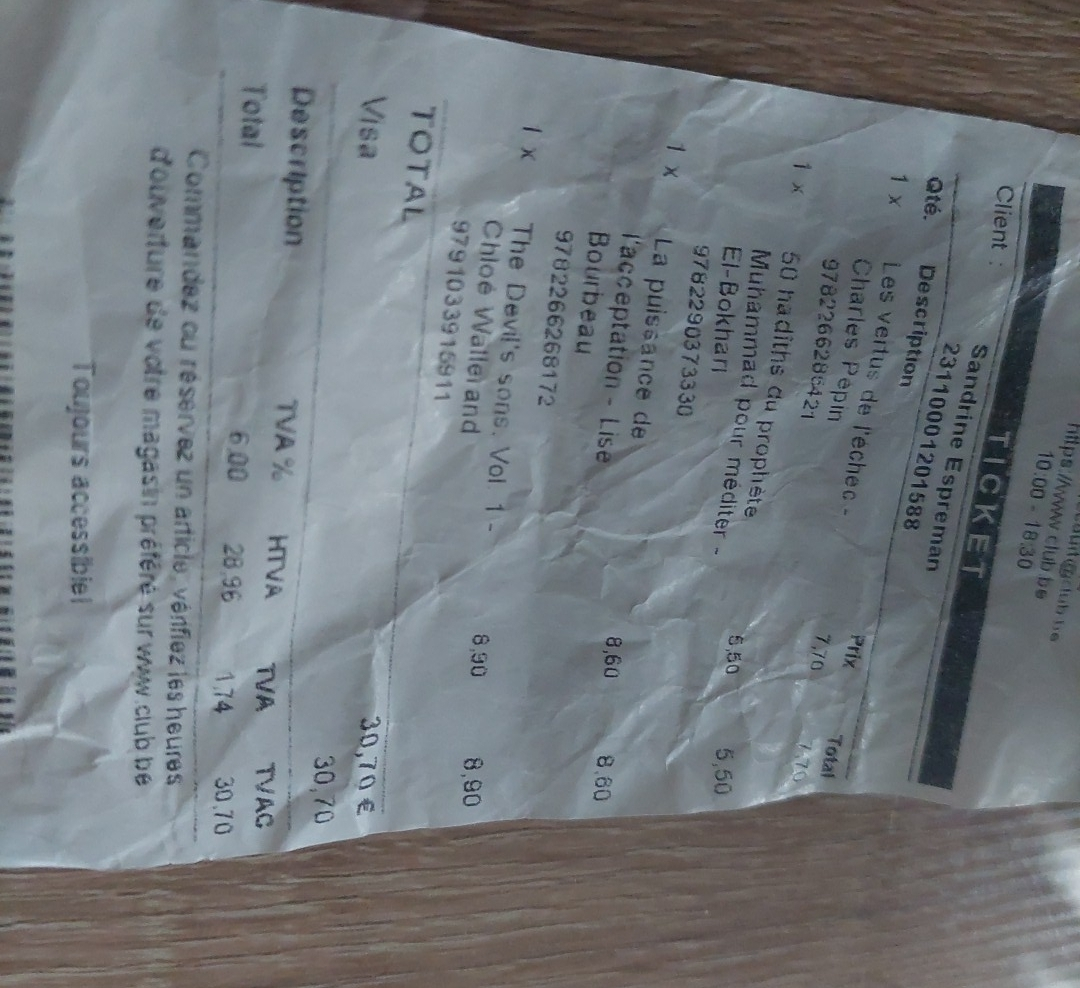 https://www.club.be
10:00 - 18:30
TICKET
Client : Sandrine Espreman
23110001201588
Qté. Description Prix Total
1 x Les vertus de l'échec - 7,70 7,70
Charles Pépin
9782266286421
1 x 50 hadiths du prophète 5,50 5,50
Muhammad pour méditer -
El-Bokhari
9782290373330
1 x La puissance de 8,60 8,60
l'acceptation - Lise
Bourbeau
9782266268172
1 x The Devil's sons. Vol. 1 - 8,90 8,90
Chloé Wallerand
9791033915911
TOTAL 30,70 €
Visa 30,70
Description TVA % HTVA TVA TVAC
Total 6,00 28,96 1,74 30,70
Commandez ou réservez un article, vérifiez les heures
d'ouverture de votre magasin préféré sur www.club.be
Toujours accessible!